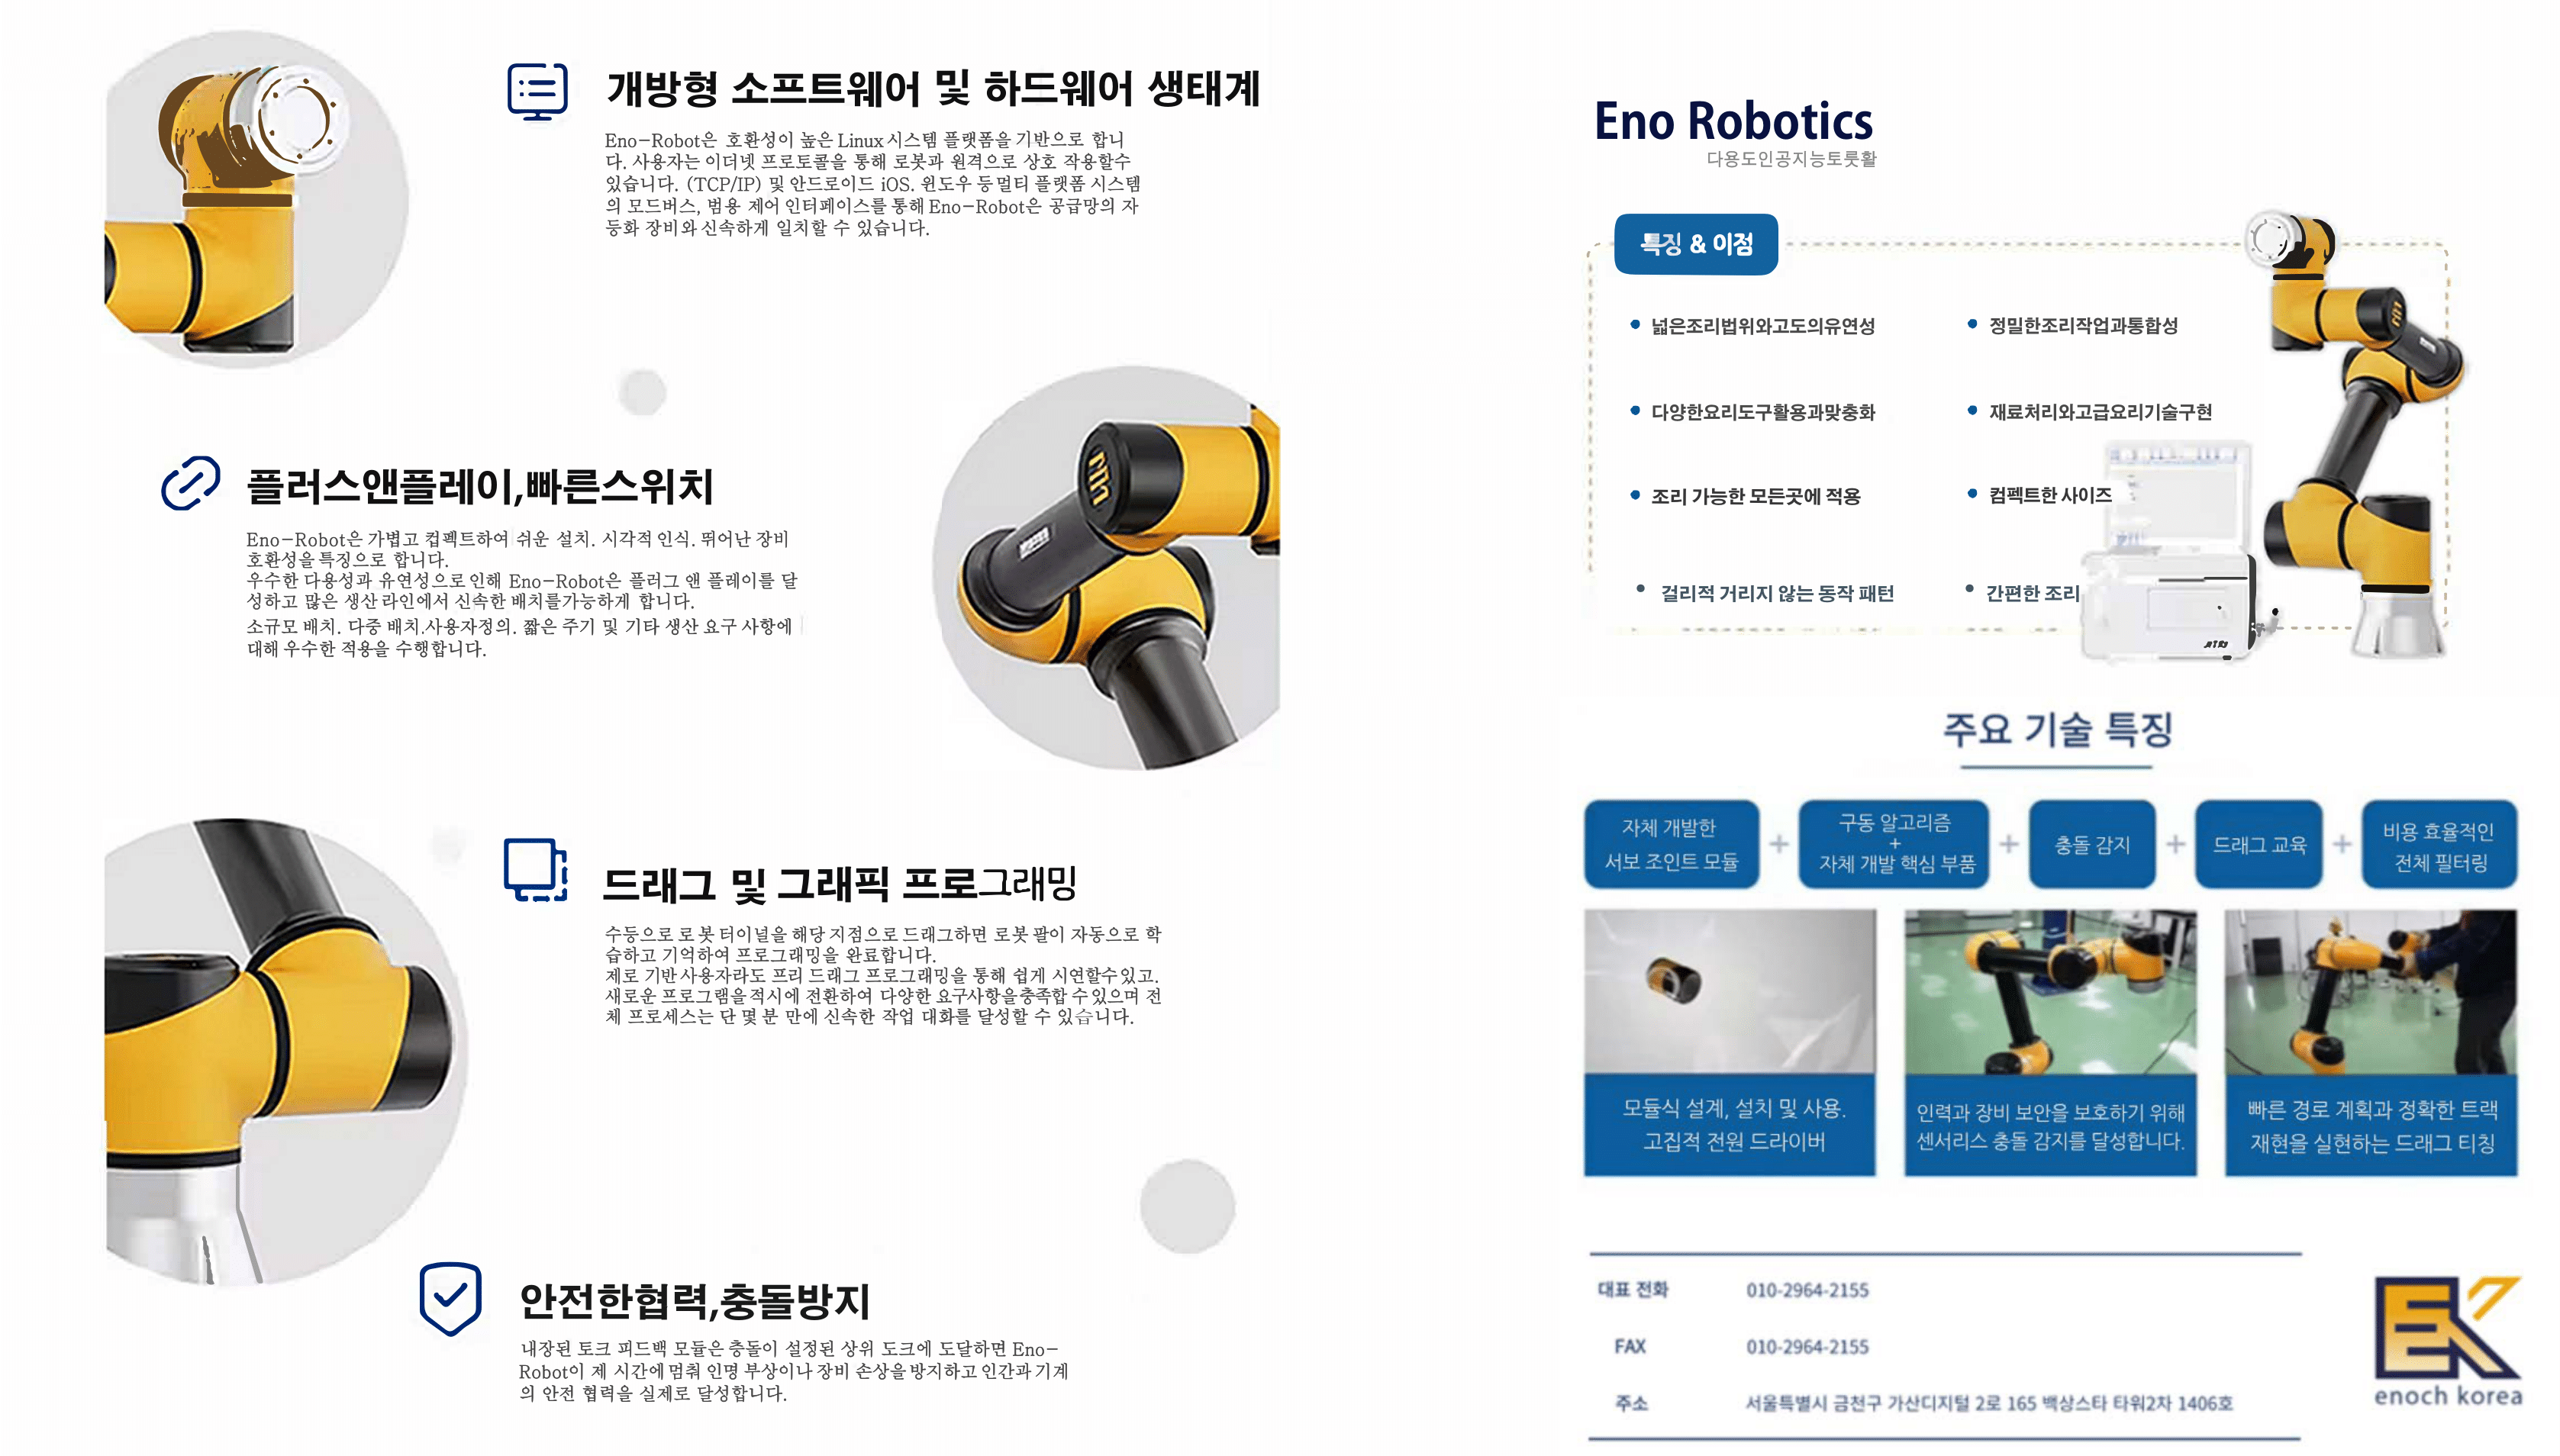 개방형 소프트웨어 및 하드웨어 생태계
Eno-Robot은 호환성이 높은 Linux 시스템 플랫폼을 기반으로 합니
다. 사용자는 이더넷 프로토콜을 통해 로봇과 원격으로 상호 작용할수
있습니다. (TCP/IP) 및 안드로이드 iOS. 윈도우 등 멀티 플랫폼 시스템
의 모드버스, 범용 제어 인터페이스를 통해 Eno-Robot은 공급망의 자
등화 장비와 신속하게 일치할 수 있습니다.
플러스앤플레이,빠른스위치
Eno-Robot은 가볍고 컴팩트하여 쉬운 설치. 시각적 인식. 뛰어난 장비
호환성을 특징으로 합니다.
우수한 다용성과 유연성으로 인해 Eno-Robot은 플러그 앤 플레이를 달
성하고 많은 생산 라인에서 신속한 배치를가능하게 합니다.
소규모 배치. 다중 배치.사용자정의. 짧은 주기 및 기타 생산 요구 사항에
대해 우수한 적용을 수행합니다.
드래그 및 그래픽 프로그래밍
수등으로 로봇 터이널을 해당 지점으로 드래그하면 로봇 팔이 자동으로 학
습하고 기억하여 프로그래밍을 완료합니다.
제로 기반 사용자라도 프리 드래그 프로그래밍을 통해 쉽게 시연할수있고.
새로운 프로그램을 적시에 전환하여 다양한 요구사항을충족합 수있으며 전
체 프로세스는 단 몇 분 만에 신속한 작업 대화를 달성할 수 있습니다.
안전한협력,충돌방지
내장된 토크 피드백 모듈은 충돌이 설정된 상위 도크에 도달하면 Eno-
Robot이 제 시간에 멈춰 인명 부상이나 장비 손상을 방지하고 인간과 기계
의 안전 협력을 실제로 달성합니다.
Eno Robotics
다용도인공지능토롯활
특징 & 이점
넓은조리법위와고도의유연성
정밀한조리작업과통합성
다양한요리도구활용과맞춤화
재료처리와고급요리기술구현
조리 가능한 모든곳에 적용
컴펙트한 사이즈
걸리적 거리지 않는 동작 패턴
간편한 조리
주요 기술 특징
자체 개발한
서보 조인트 모듈
+
구동 알고리즘
+
자체 개발 핵심 부품
+
충돌 감지
+
드래그 교육
+
비용 효율적인
전체 필터링
모듈식 설계, 설치 및 사용.
고집적 전원 드라이버
인력과 장비 보안을 보호하기 위해
센서리스 충돌 감지를 달성합니다.
빠른 경로 계획과 정확한 트랙
재현을 실현하는 드래그 티칭
대표 전화 010-2964-2155
FAX 010-2964-2155
주소 서울특별시 금천구 가산디지털 2로 165 백상스타 타워2차 1406호
EK
enoch korea